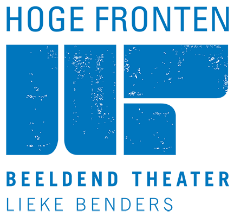 HOGE FRONTEN
BEELDEND THEATER
LIEKE BENDERS